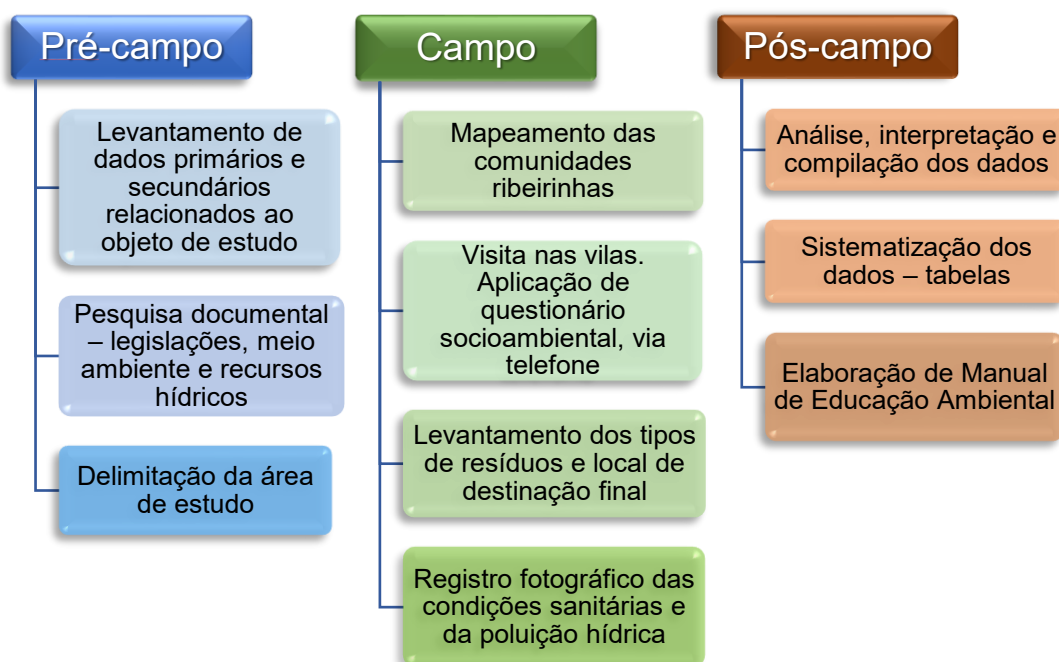 Pré-campo
Levantamento de
dados primários e
secundários
relacionados ao
objeto de estudo
Pesquisa documental
– legislações, meio
ambiente e recursos
hídricos
Delimitação da área
de estudo
Campo
Mapeamento das
comunidades
ribeirinhas
Visita nas vilas.
Aplicação de
questionário
socioambiental, via
telefone
Levantamento dos tipos
de resíduos e local de
destinação final
Registro fotográfico das
condições sanitárias e
da poluição hídrica
Pós-campo
Análise, interpretação e
compilação dos dados
Sistematização dos
dados – tabelas
Elaboração de Manual
de Educação Ambiental